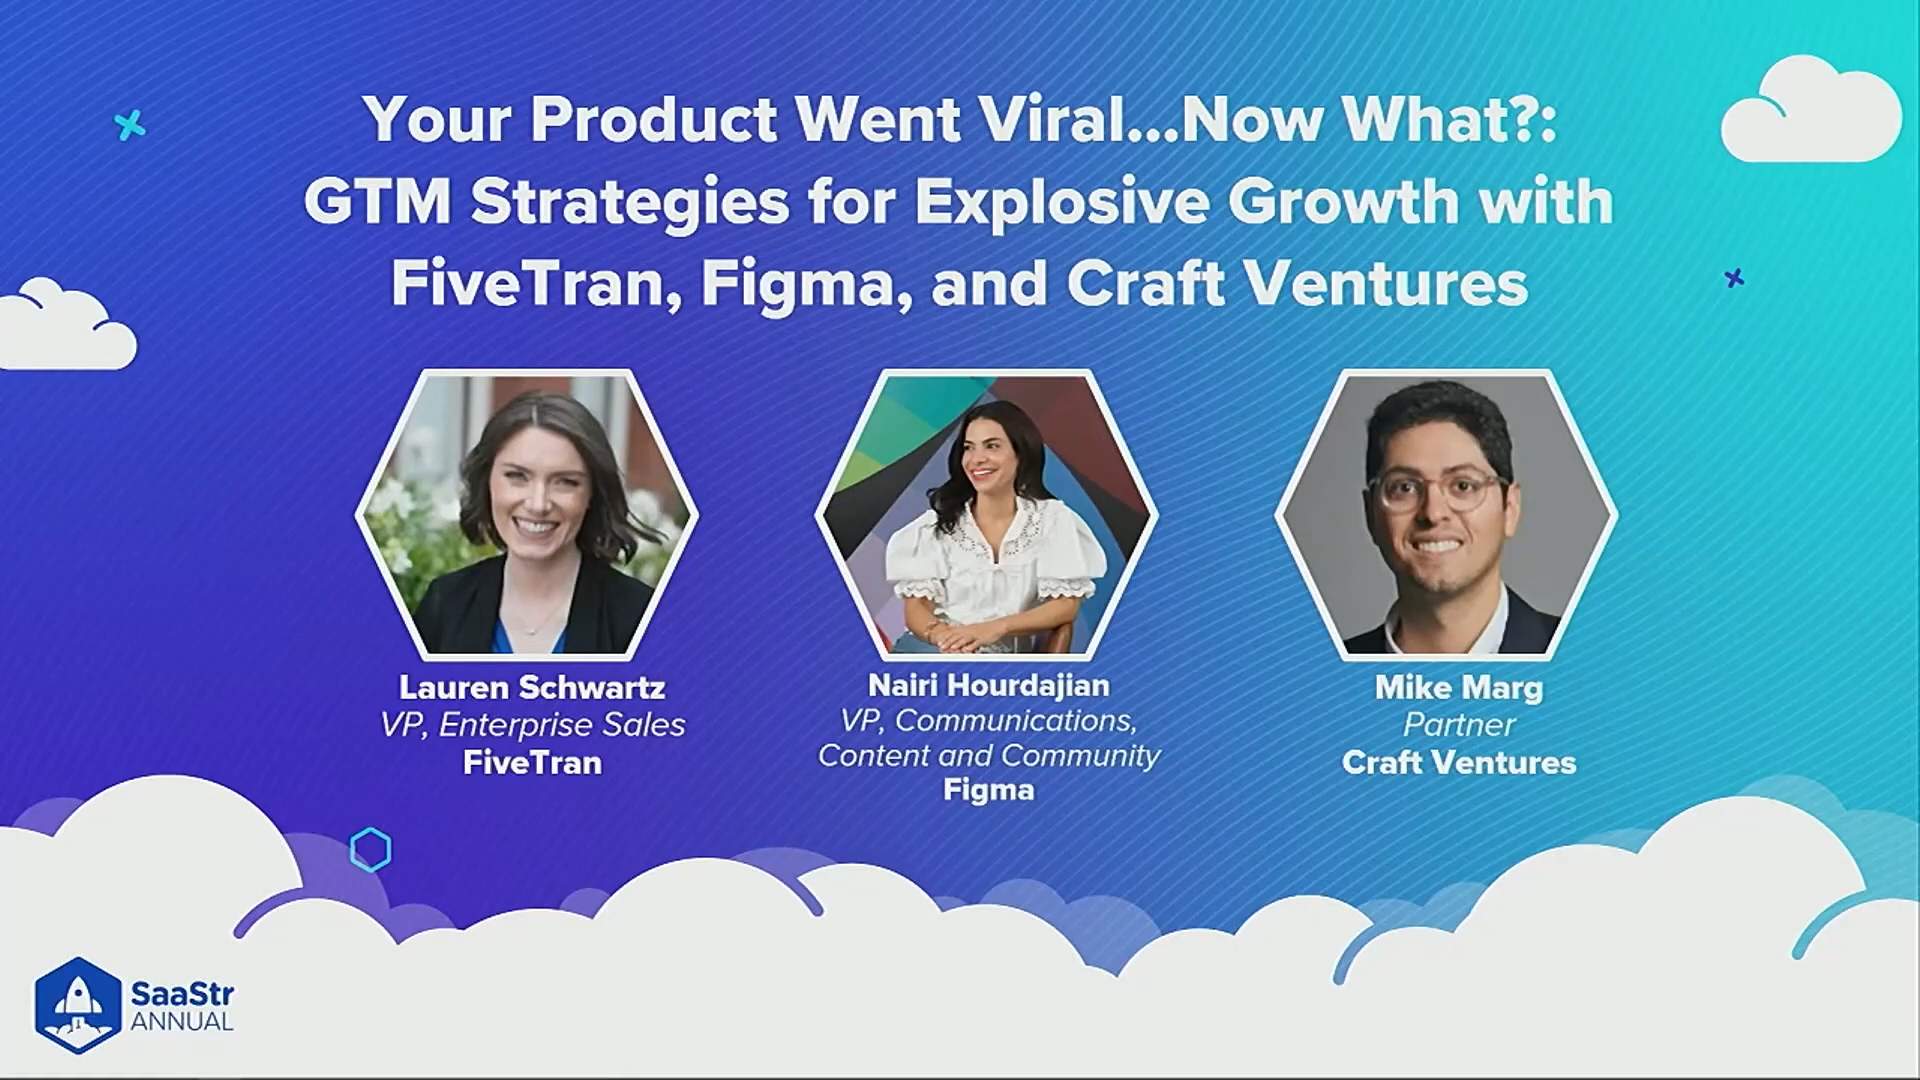 Your Product Went Viral...Now What?:
GTM Strategies for Explosive Growth with
FiveTran, Figma, and Craft Ventures
Lauren Schwartz
VP, Enterprise Sales
FiveTran
Nairi Hourdajian
VP, Communications,
Content and Community
Figma
Mike Marg
Partner
Craft Ventures
SaaStr
ANNUAL